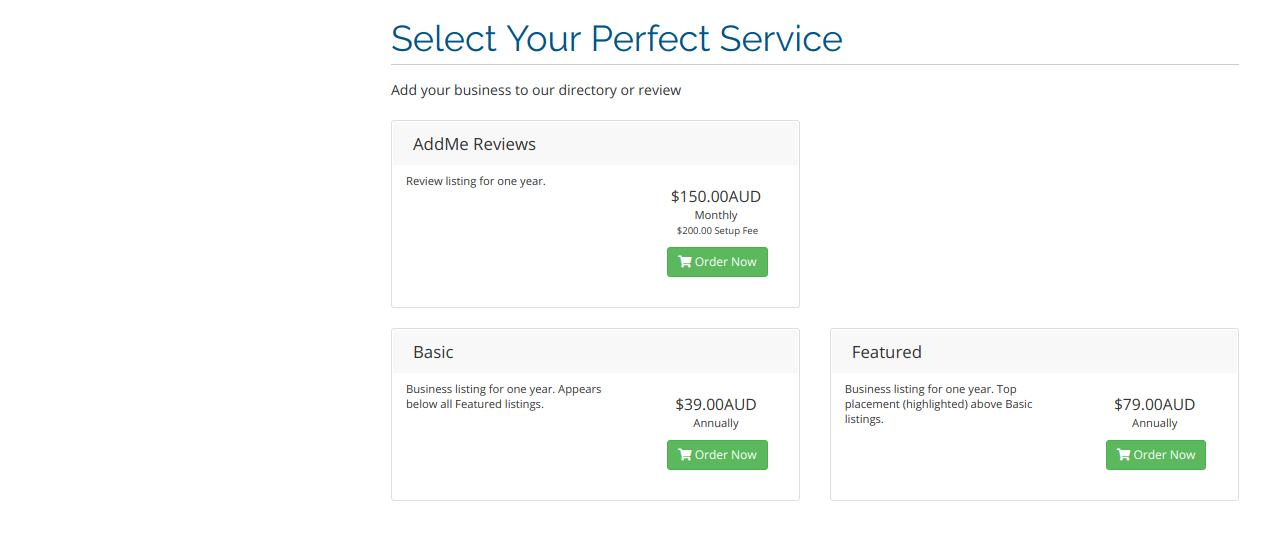 Select Your Perfect Service
Add your business to our directory or review
AddMe Reviews
Review listing for one year.
$150.00AUD
Monthly
$200.00 Setup Fee
Order Now
Basic
Business listing for one year. Appears
below all Featured listings.
$39.00AUD
Annually
Order Now
Featured
Business listing for one year. Top
placement (highlighted) above Basic
listings.
$79.00AUD
Annually
Order Now